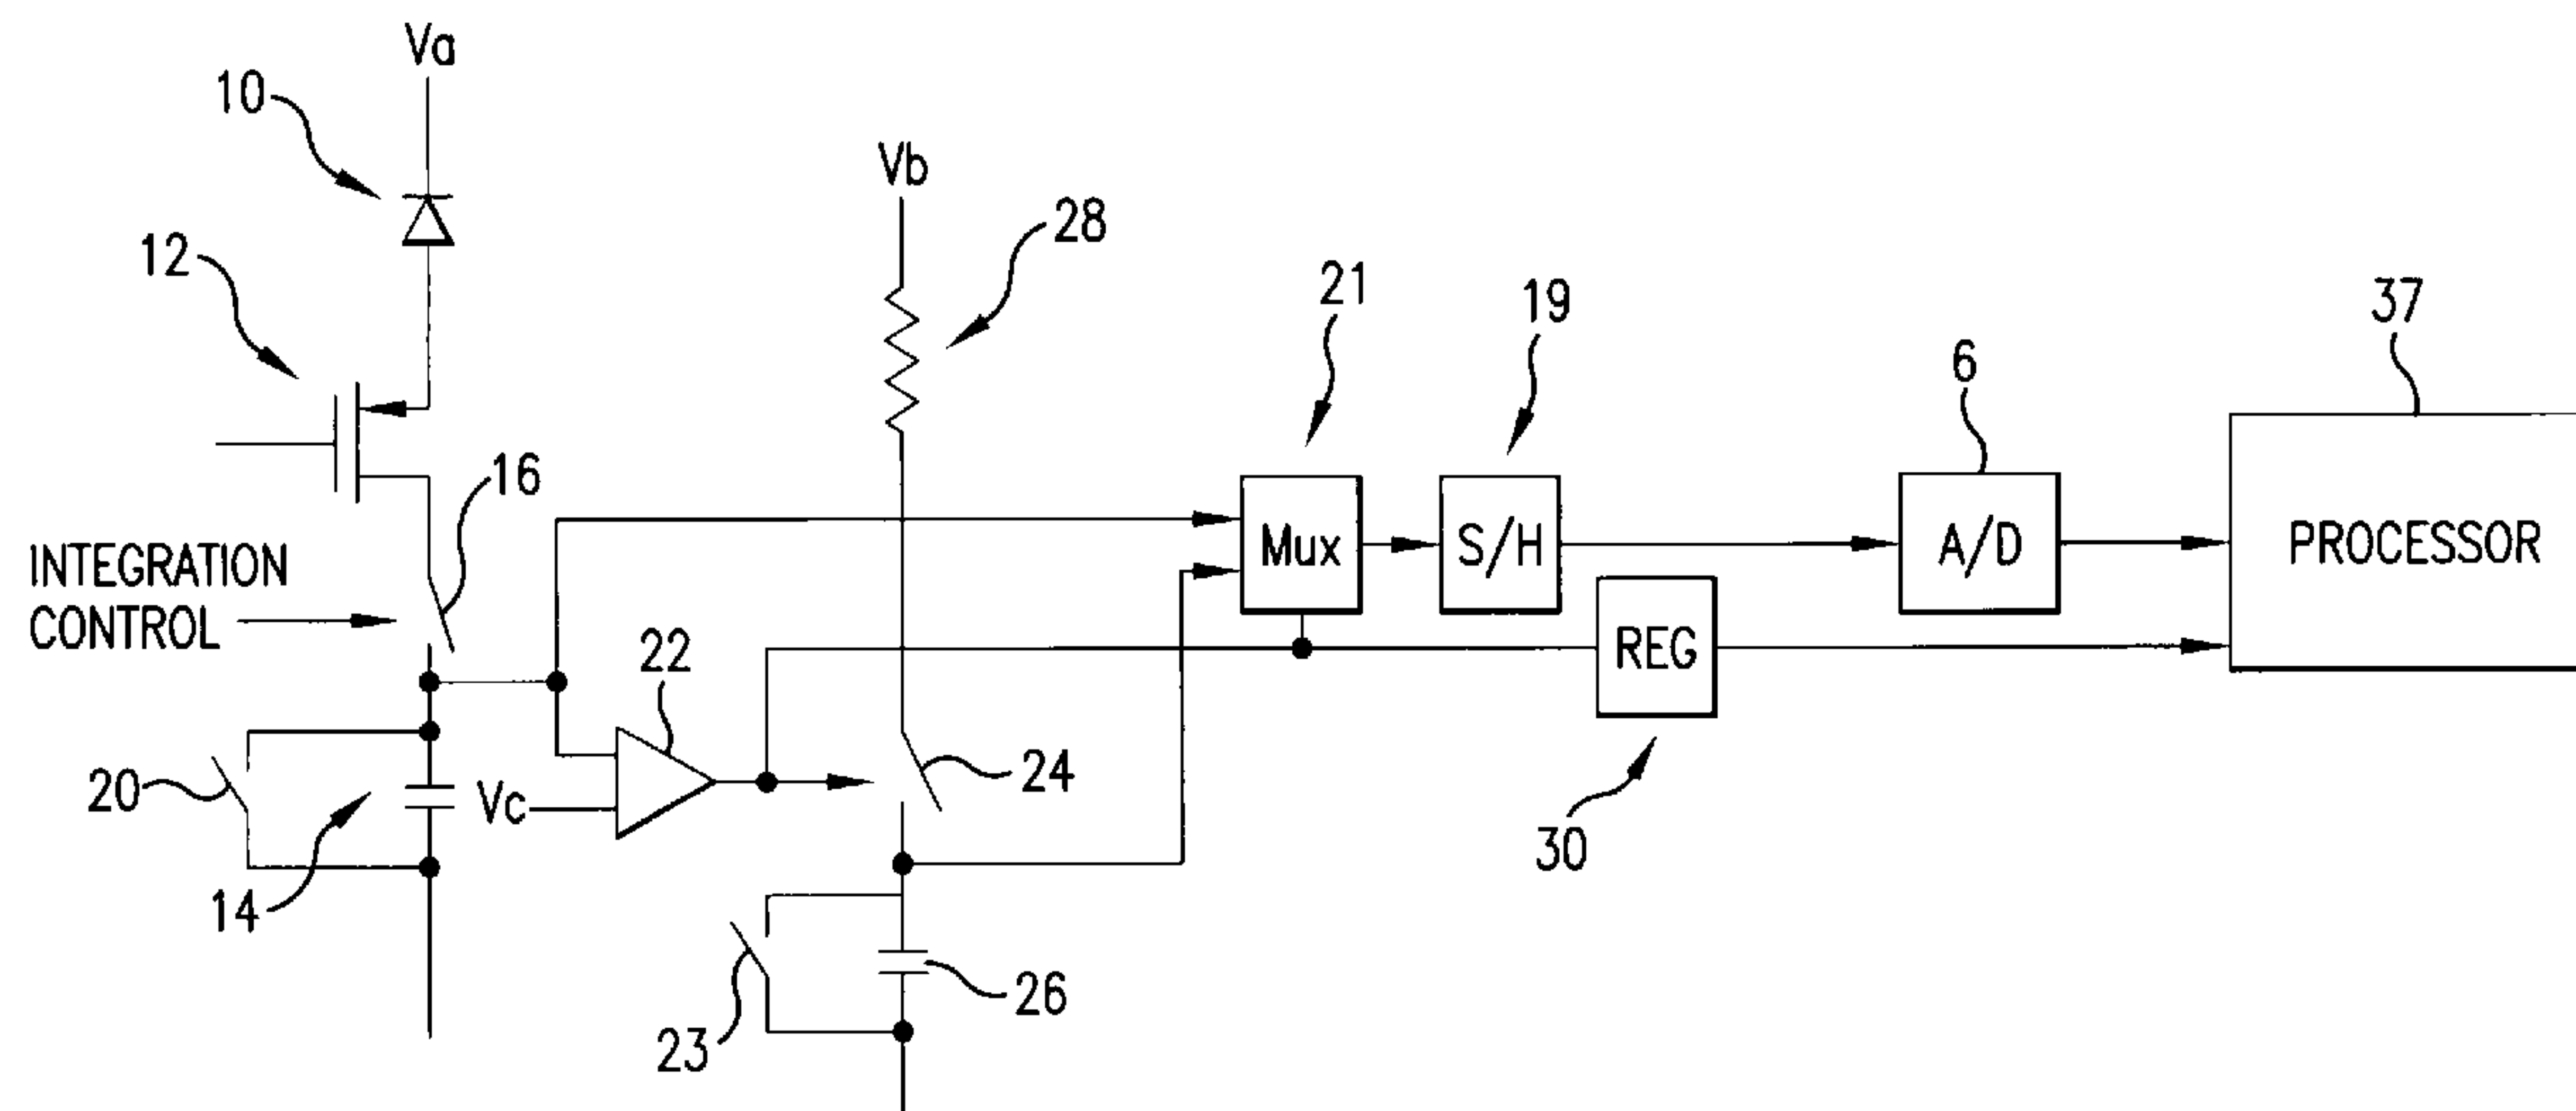 Va
10
Vb
28
12
21
19
37
6
16
INTEGRATION
CONTROL
Mux
S/H
A/D
PROCESSOR
22
REG
20
14
Vc
24
30
26
23